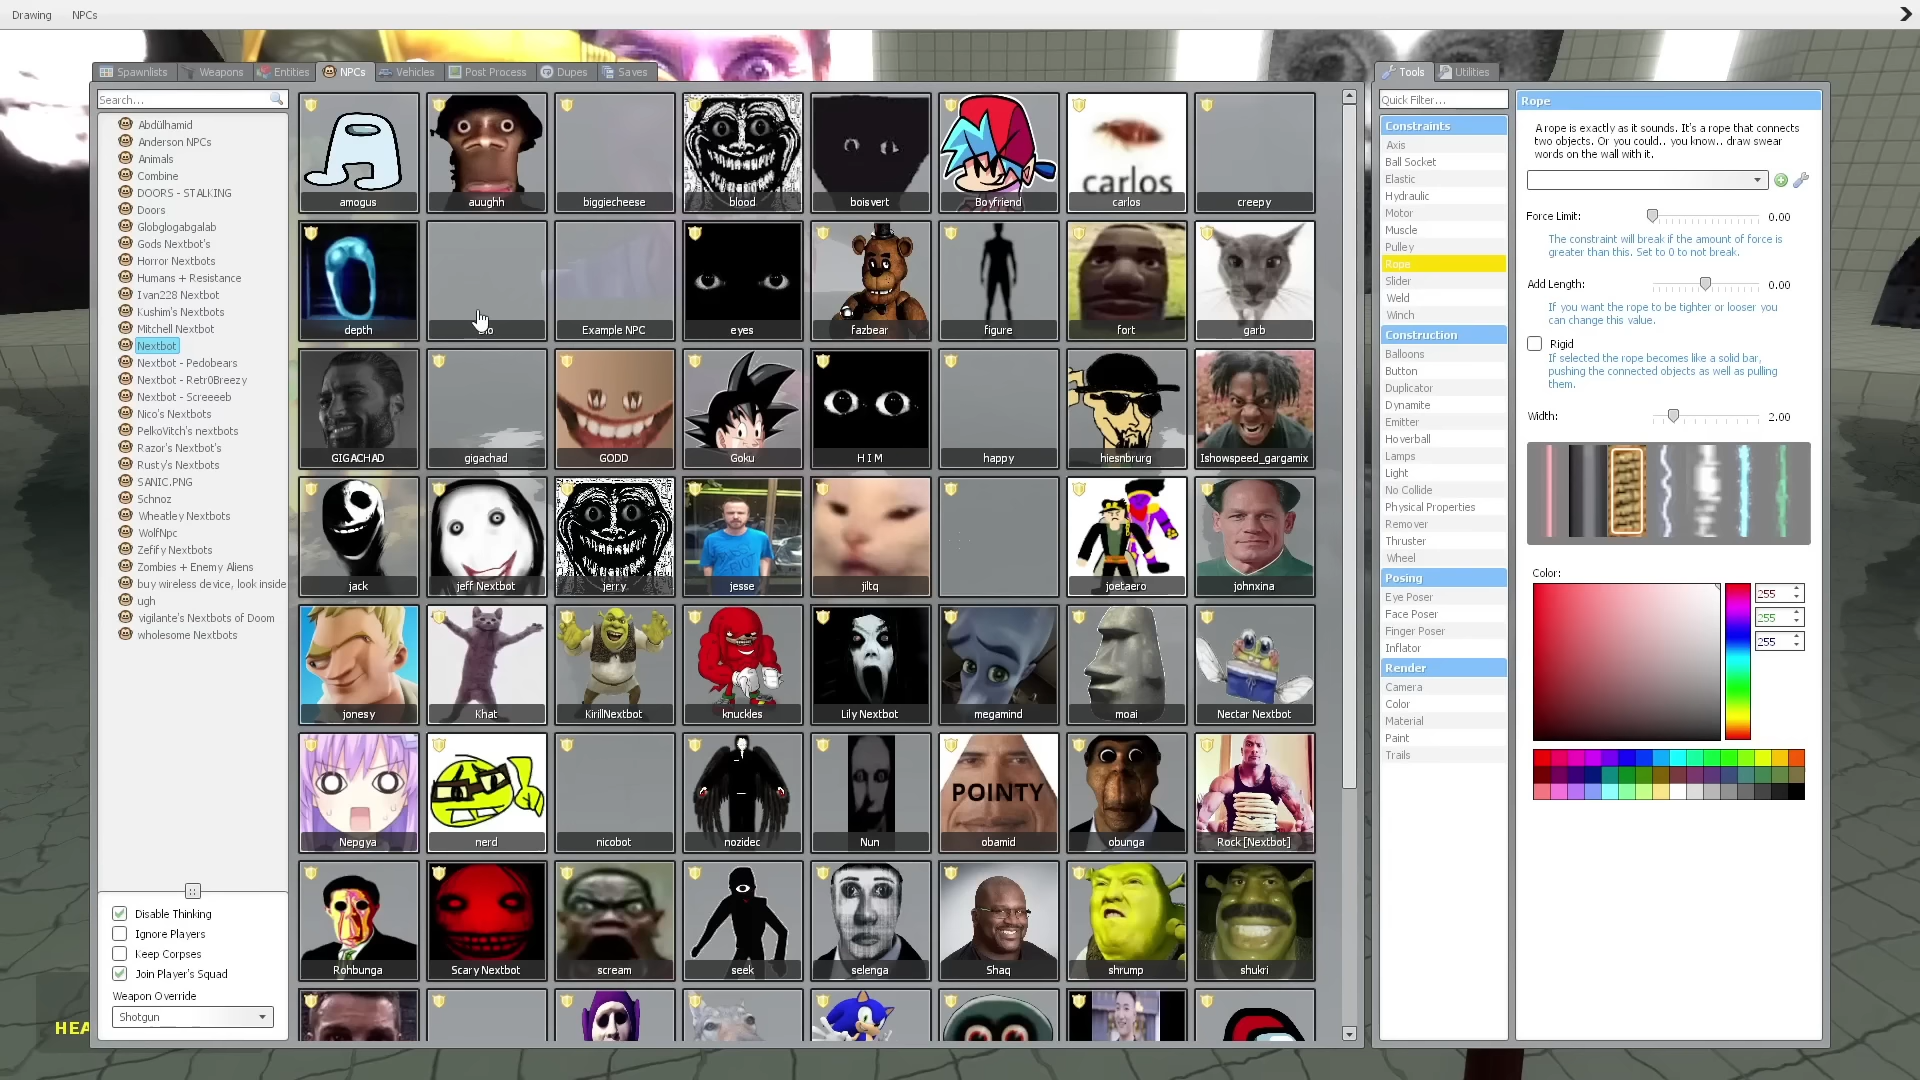 Drawing NPCs
Spawnlists Weapons Entities NPCs Vehicles Post Process Dupes Saves
Search...
Abdülhamid
Anderson NPCs
Animals
Combine
DOORS - STALKING
Doors
Globglogabgalab
Gods Nextbot's
Horror Nextbots
Humans + Resistance
Ivan228 Nextbot
Kushim's Nextbots
Mitchell Nextbot
Nextbot
Nextbot - Pedobears
Nextbot - Retr0Breezy
Nextbot - Screeeeb
Nico's Nextbots
PelkoVitch's nextbots
Razor's Nextbot's
Rusty's Nextbots
SANIC.PNG
Schnoz
Wheatley Nextbots
WolfNpc
Zefify Nextbots
Zombies + Enemy Aliens
buy wireless device, look inside
ugh
vigilante's Nextbots of Doom
wholesome Nextbots
Disable Thinking
Ignore Players
Keep Corpses
Join Player's Squad
Weapon Override
Shotgun
HEA
carlos
amogus auughh biggiecheese blood boisvert Boyfriend carlos creepy
depth Example NPC eyes fazbear figure fort garb
GIGACHAD gigachad GODD Goku H I M happy hiesnbrurg Ishowspeed_gargamix
jack jeff Nextbot jerry jesse jiltq joetaero johnxina
jonesy Khat KirillNextbot knuckles Lily Nextbot megamind moai Nectar Nextbot
POINTY
Nepgya nerd nicobot nozidec Nun obamid obunga Rock [Nextbot]
Rohbunga Scary Nextbot scream seek selenga Shaq shrump shukri
Tools Utilities
Quick Filter...
Constraints
Axis
Ball Socket
Elastic
Hydraulic
Motor
Muscle
Pulley
Rope
Slider
Weld
Winch
Construction
Balloons
Button
Duplicator
Dynamite
Emitter
Hoverball
Lamps
Light
No Collide
Physical Properties
Remover
Thruster
Wheel
Posing
Eye Poser
Face Poser
Finger Poser
Inflator
Render
Camera
Color
Material
Paint
Trails
Rope
A rope is exactly as it sounds. It's a rope that connects
two objects. Or you could.. you know.. draw swear
words on the wall with it.
Force Limit: 0.00
The constraint will break if the amount of force is
greater than this. Set to 0 to not break.
Add Length: 0.00
If you want the rope to be tighter or looser you
can change this value.
Rigid
If selected the rope becomes like a solid bar,
pushing the connected objects as well as pulling
them.
Width: 2.00
Color:
255
255
255